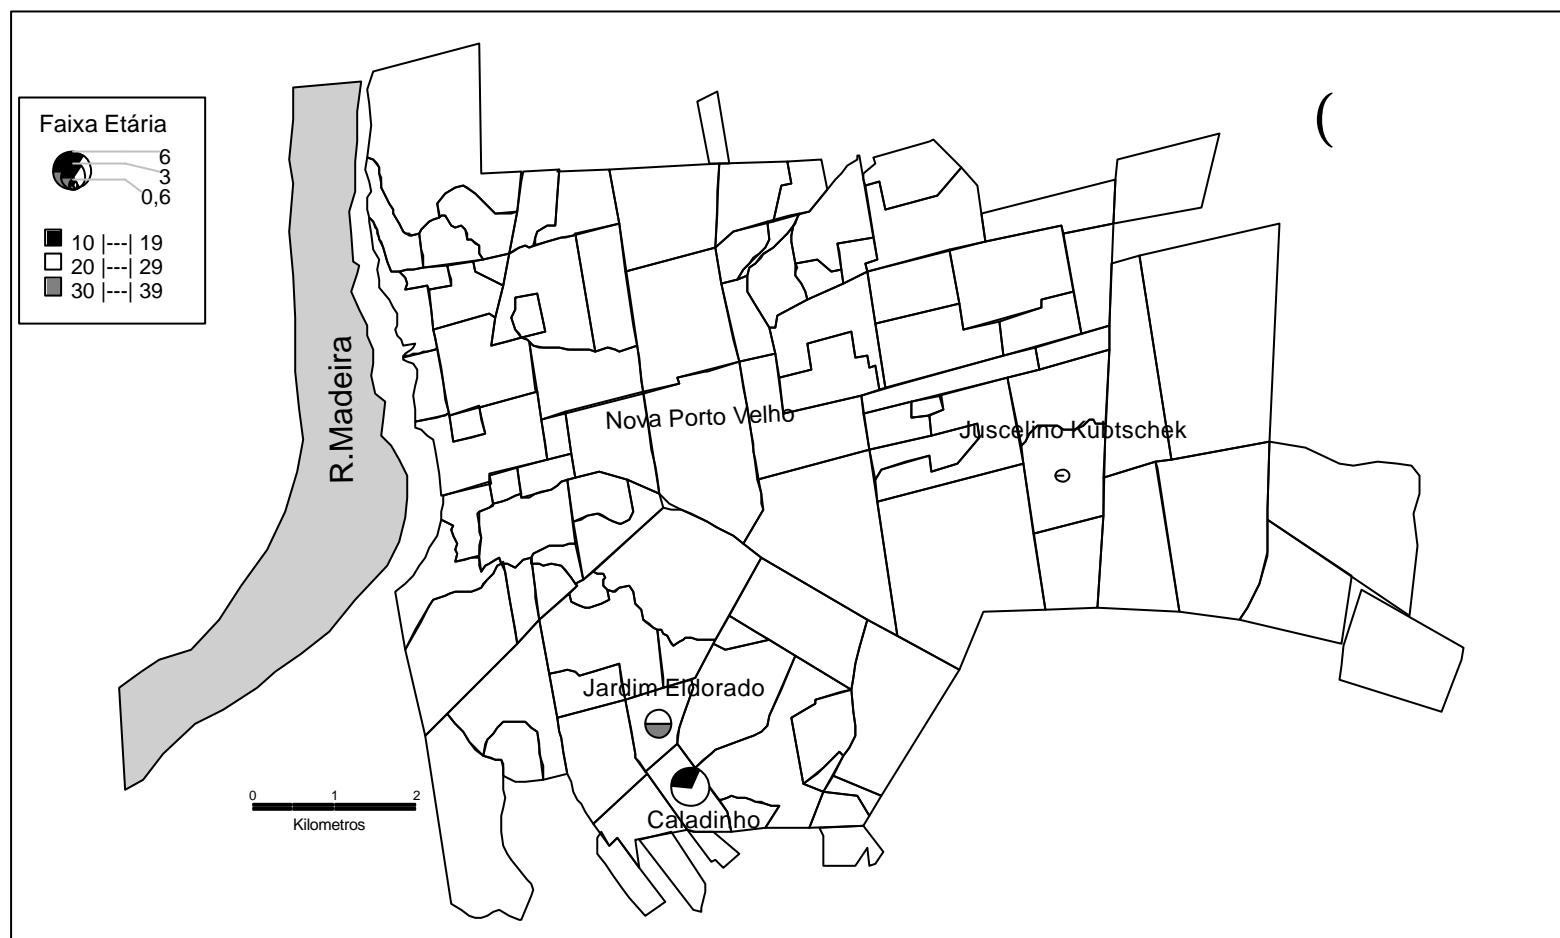 (
Faixa Etária
6
3
0,6
10 |---| 19
20 |---| 29
30 |---| 39
R.Madeira
Nova Porto Velho
Juscelino Kubtschek
Jardim Eldorado
0 1 2
Kilometros
Caladinho